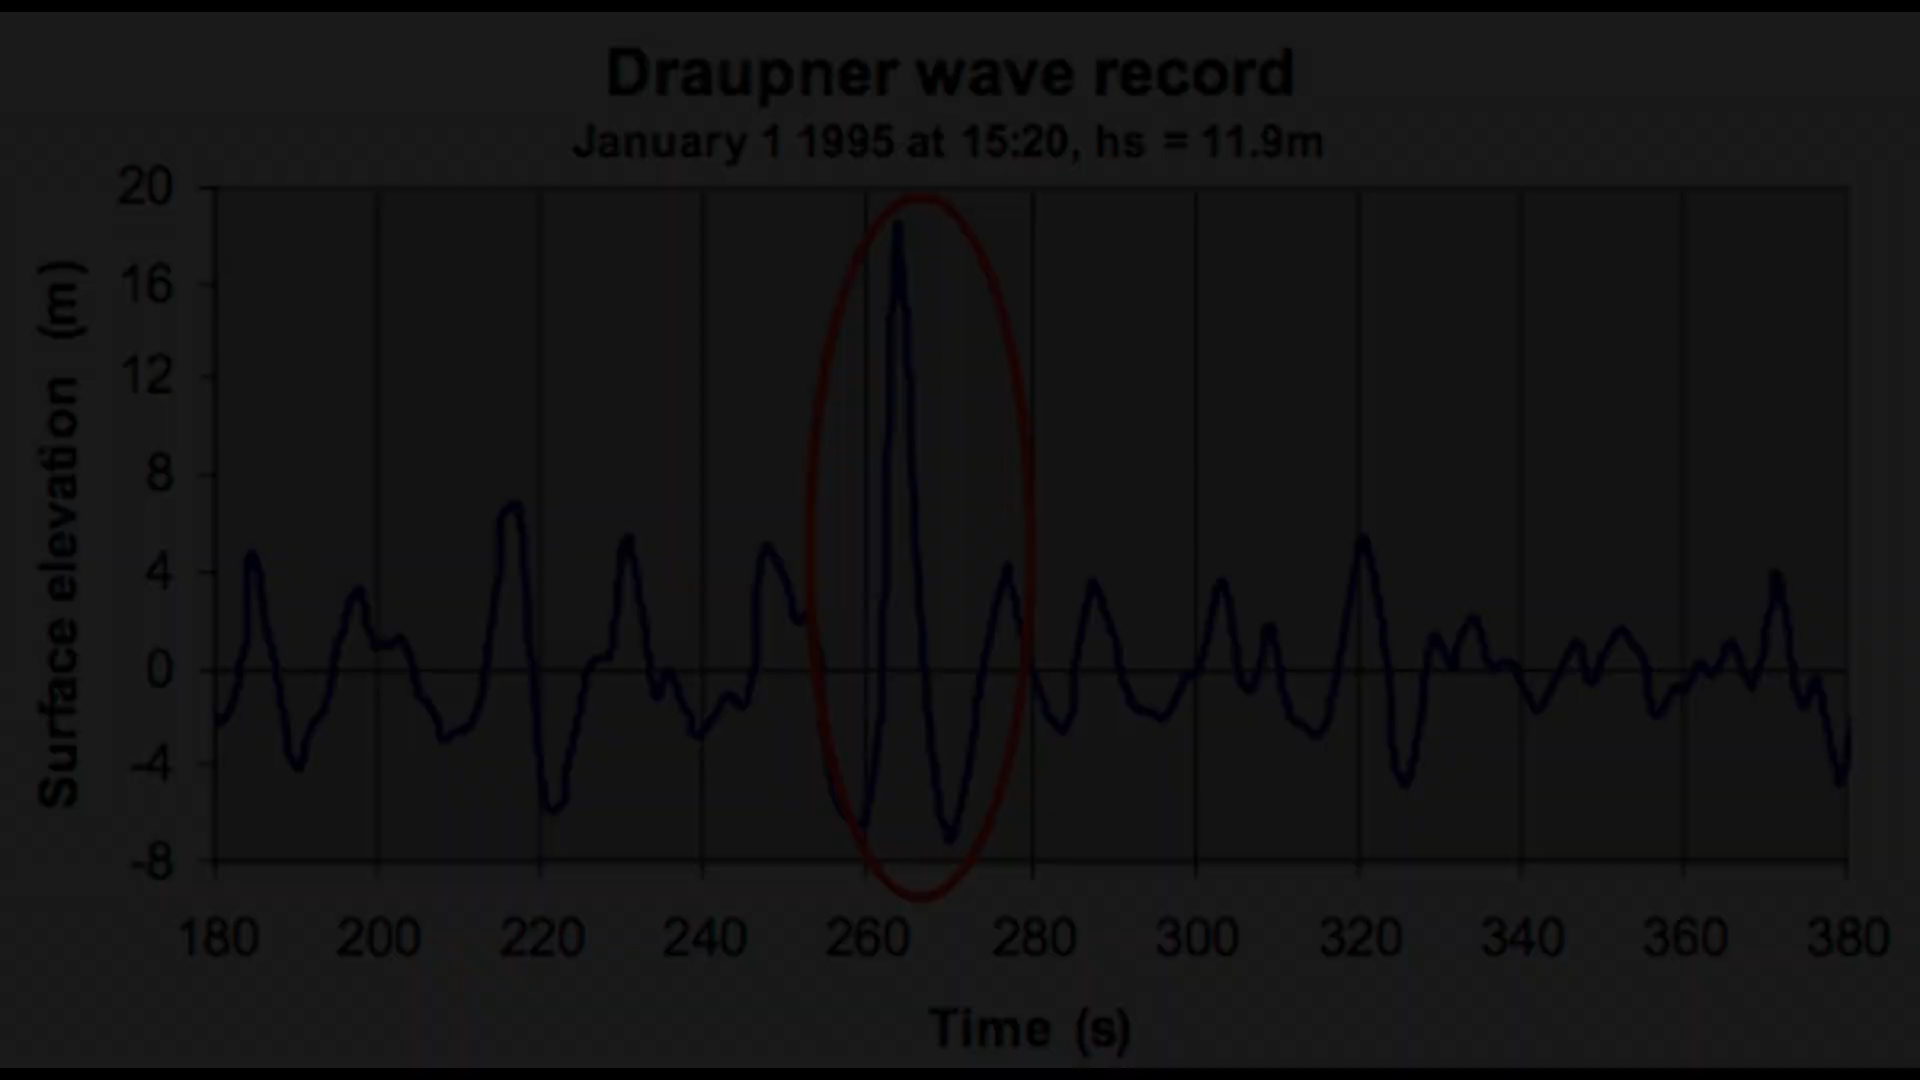 Draupner wave record
January 1 1995 at 15:20, hs = 11.9m
Surface elevation (m)
20
16
12
8
4
0
-4
-8
180 200 220 240 260 280 300 320 340 360 380
Time (s)